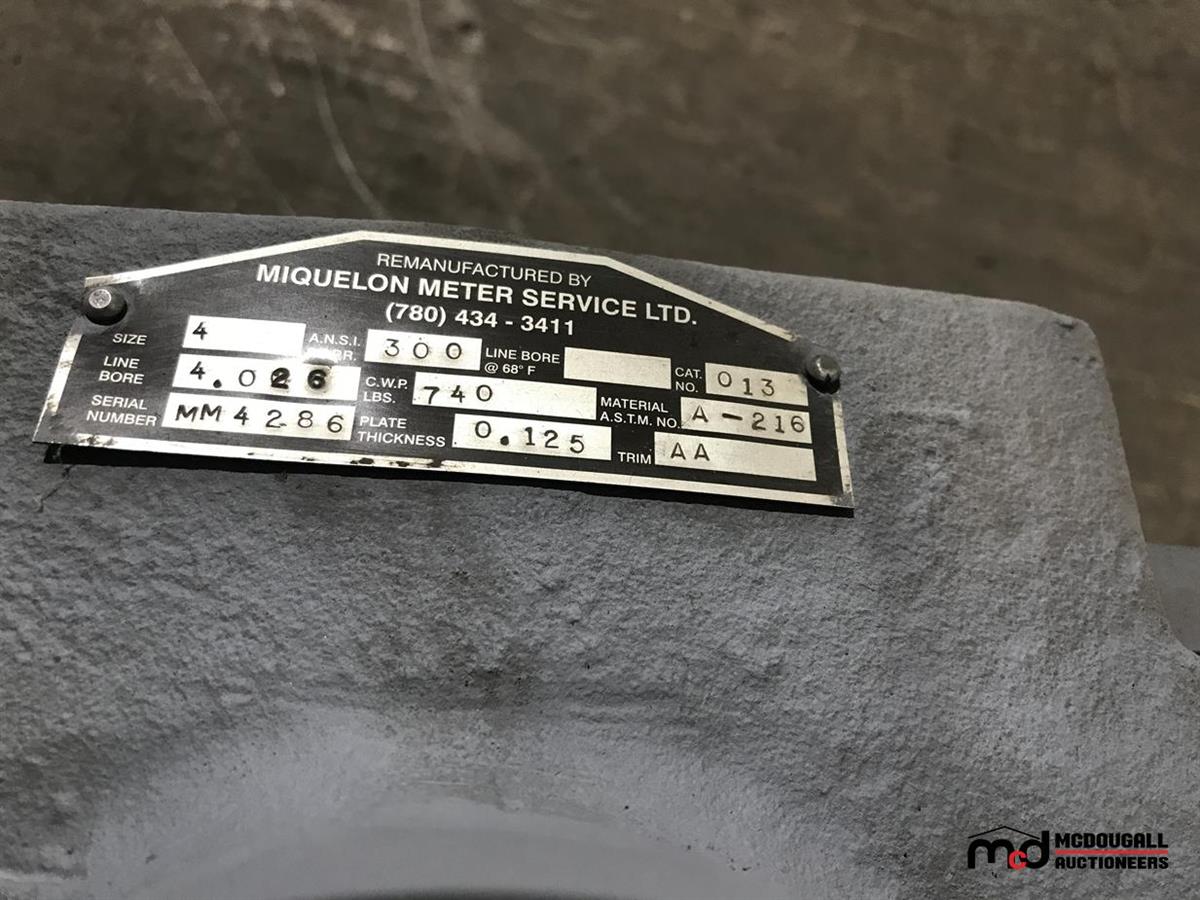 REMANUFACTURED BY
MIQUELON METER SERVICE LTD.
(780) 434 - 3411
SIZE 4 A.N.S.I. RR. 300 LINE BORE @ 68° F CAT. NO. 013
LINE BORE 4.026 C.W.P. LBS. 740 MATERIAL A.S.T.M. NO. A-216
SERIAL NUMBER MM4286 PLATE THICKNESS 0.125 TRIM AA
mcd MCDOUGALL
AUCTIONEERS